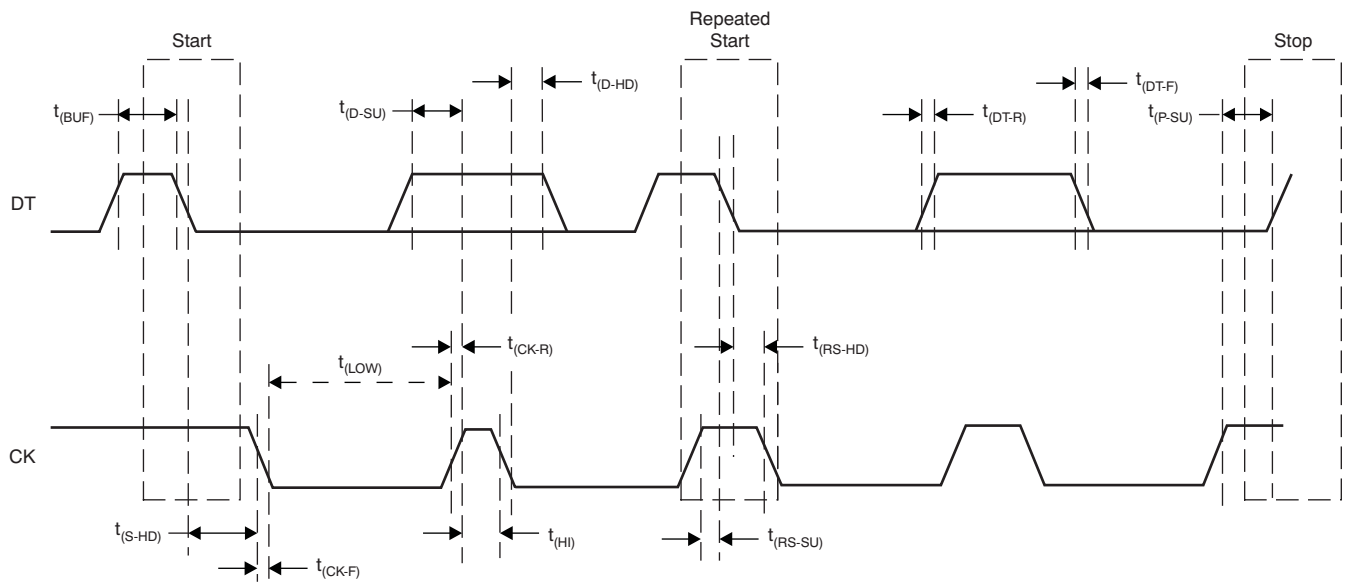 Start
Repeated
Start
Stop
t(BUF)
t(D-SU)
t(D-HD)
t(DT-R)
t(DT-F)
t(P-SU)
DT
t(LOW)
t(CK-R)
t(RS-HD)
CK
t(S-HD)
t(CK-F)
t(HI)
t(RS-SU)